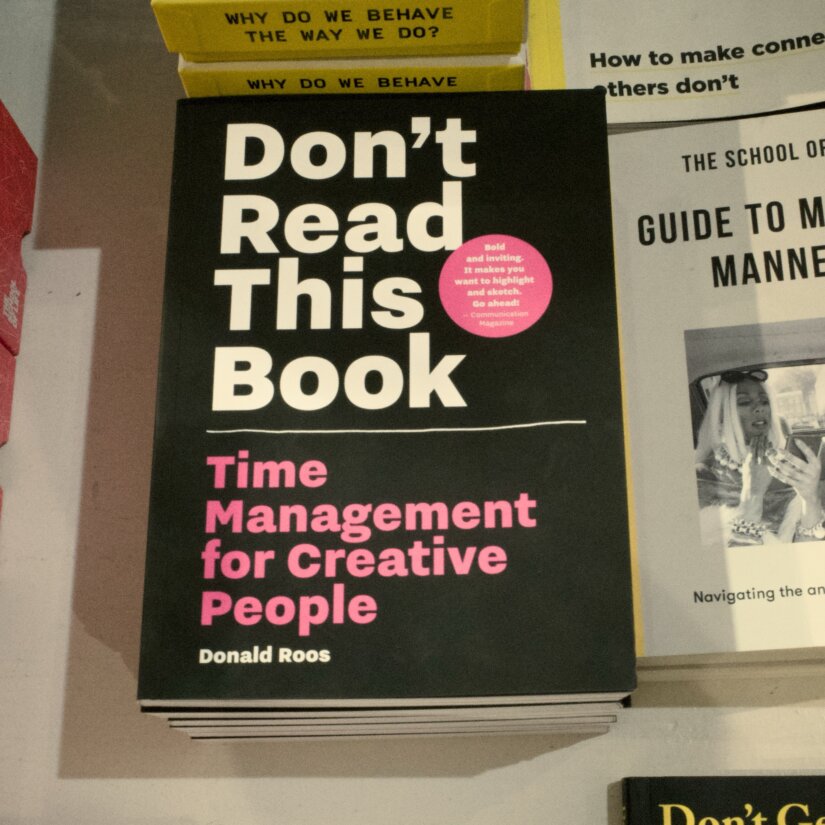 WHY DO WE BEHAVE
THE WAY WE DO?
WHY DO WE BEHAVE
How to make conne
others don't
Don't
Read
This
Book
Bold
and inviting.
It makes you
want to highlight
and sketch.
Go ahead!
– Communication
Magazine
Time
Management
for Creative
People
Donald Roos
THE SCHOOL OF
GUIDE TO M
MANNE
Navigating the an
Don't Ge